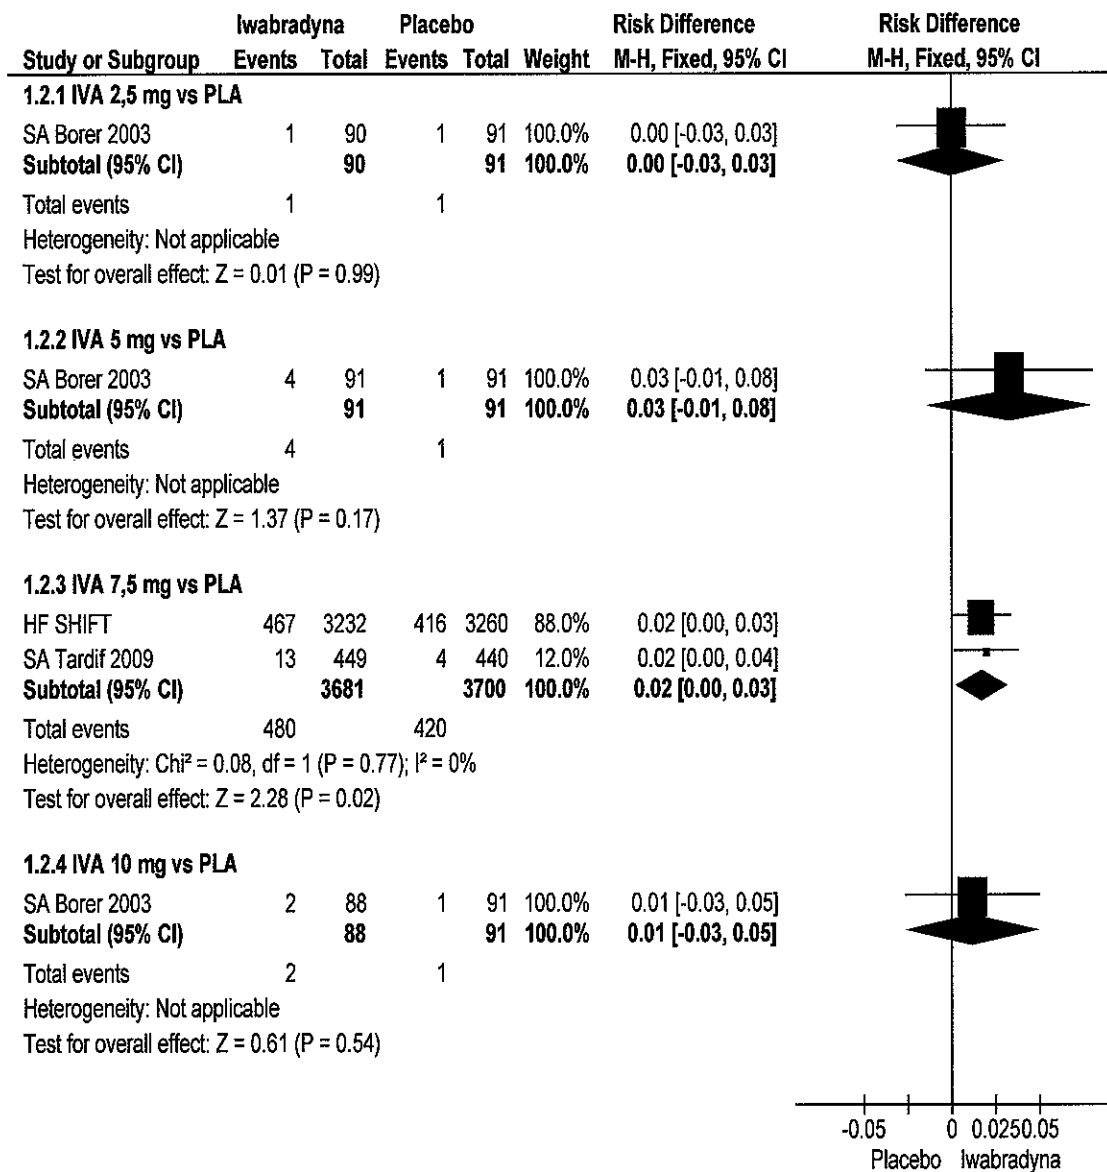 Iwabradyna Placebo Risk Difference Risk Difference
Study or Subgroup Events Total Events Total Weight M-H, Fixed, 95% CI M-H, Fixed, 95% CI
1.2.1 IVA 2,5 mg vs PLA
SA Borer 2003 1 90 1 91 100.0% 0.00 [-0.03, 0.03]
Subtotal (95% CI) 90 91 100.0% 0.00 [-0.03, 0.03]
Total events 1 1
Heterogeneity: Not applicable
Test for overall effect: Z = 0.01 (P = 0.99)
1.2.2 IVA 5 mg vs PLA
SA Borer 2003 4 91 1 91 100.0% 0.03 [-0.01, 0.08]
Subtotal (95% CI) 91 91 100.0% 0.03 [-0.01, 0.08]
Total events 4 1
Heterogeneity: Not applicable
Test for overall effect: Z = 1.37 (P = 0.17)
1.2.3 IVA 7,5 mg vs PLA
HF SHIFT 467 3232 416 3260 88.0% 0.02 [0.00, 0.03]
SA Tardif 2009 13 449 4 440 12.0% 0.02 [0.00, 0.04]
Subtotal (95% CI) 3681 3700 100.0% 0.02 [0.00, 0.03]
Total events 480 420
Heterogeneity: Chi² = 0.08, df = 1 (P = 0.77); I² = 0%
Test for overall effect: Z = 2.28 (P = 0.02)
1.2.4 IVA 10 mg vs PLA
SA Borer 2003 2 88 1 91 100.0% 0.01 [-0.03, 0.05]
Subtotal (95% CI) 88 91 100.0% 0.01 [-0.03, 0.05]
Total events 2 1
Heterogeneity: Not applicable
Test for overall effect: Z = 0.61 (P = 0.54)
-0.05 0 0.025 0.05
Placebo Iwabradyna